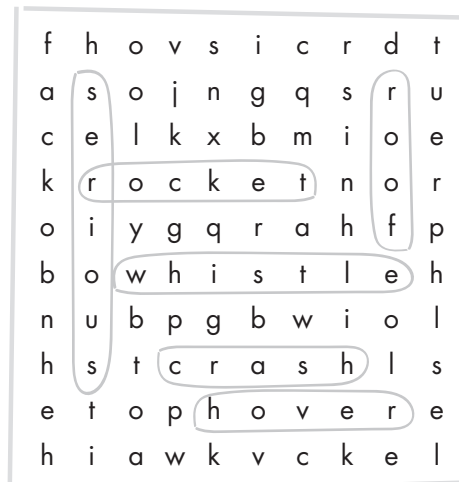 f h o v s i c r d t
a s o j n g q s r u
c e l k x b m i o e
k r o c k e t n o r
o i y g q r a h f p
b o w h i s t l e h
n u b p g b w i o l
h s t c r a s h l s
e t o p h o v e r e
h i a w k v c k e l